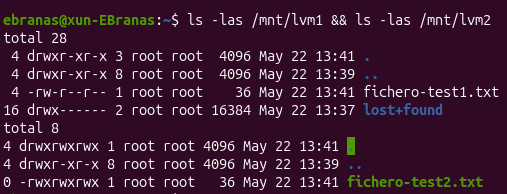 ebranas@xun-EBranas:~$ ls -las /mnt/lvm1 && ls -las /mnt/lvm2
total 28
 4 drwxr-xr-x 3 root root  4096 May 22 13:41 .
 4 drwxr-xr-x 8 root root  4096 May 22 13:39 ..
 4 -rw-r--r-- 1 root root    36 May 22 13:41 fichero-test1.txt
16 drwx------ 2 root root 16384 May 22 13:37 lost+found
total 8
4 drwxrwxrwx 1 root root 4096 May 22 13:41 .
4 drwxr-xr-x 8 root root 4096 May 22 13:39 ..
0 -rwxrwxrwx 1 root root   36 May 22 13:41 fichero-test2.txt